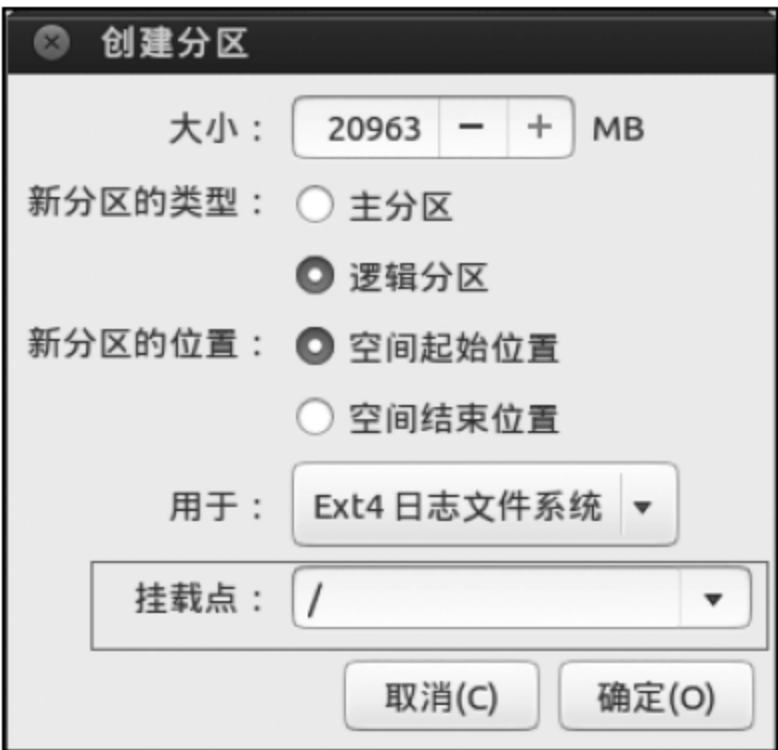 创建分区
大小： 20963 − + MB
新分区的类型： 主分区
逻辑分区
新分区的位置： 空间起始位置
空间结束位置
用于： Ext4 日志文件系统
挂载点： /
取消(C) 确定(O)